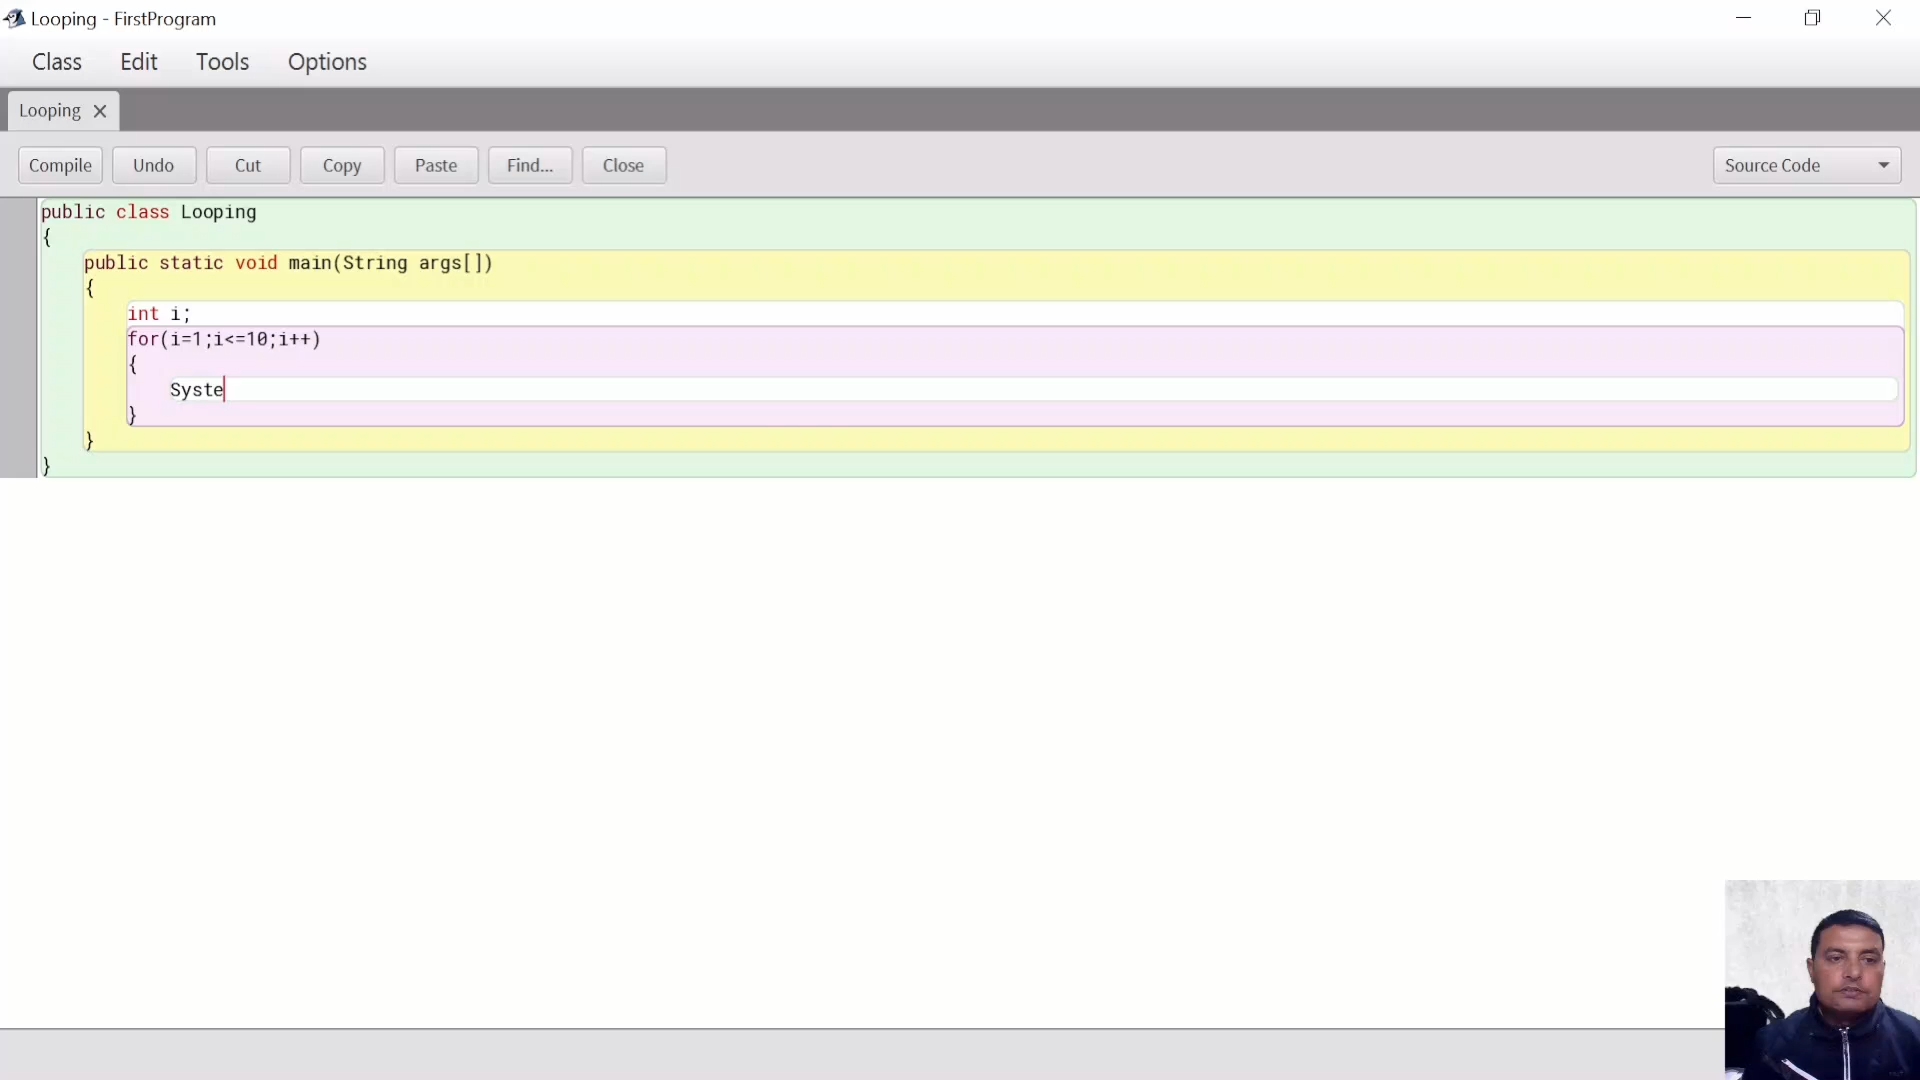 Looping - FirstProgram
Class Edit Tools Options
Looping
Compile Undo Cut Copy Paste Find... Close Source Code
public class Looping
{
public static void main(String args[])
{
int i;
for(i=1;i<=10;i++)
{
Syste
}
}
}